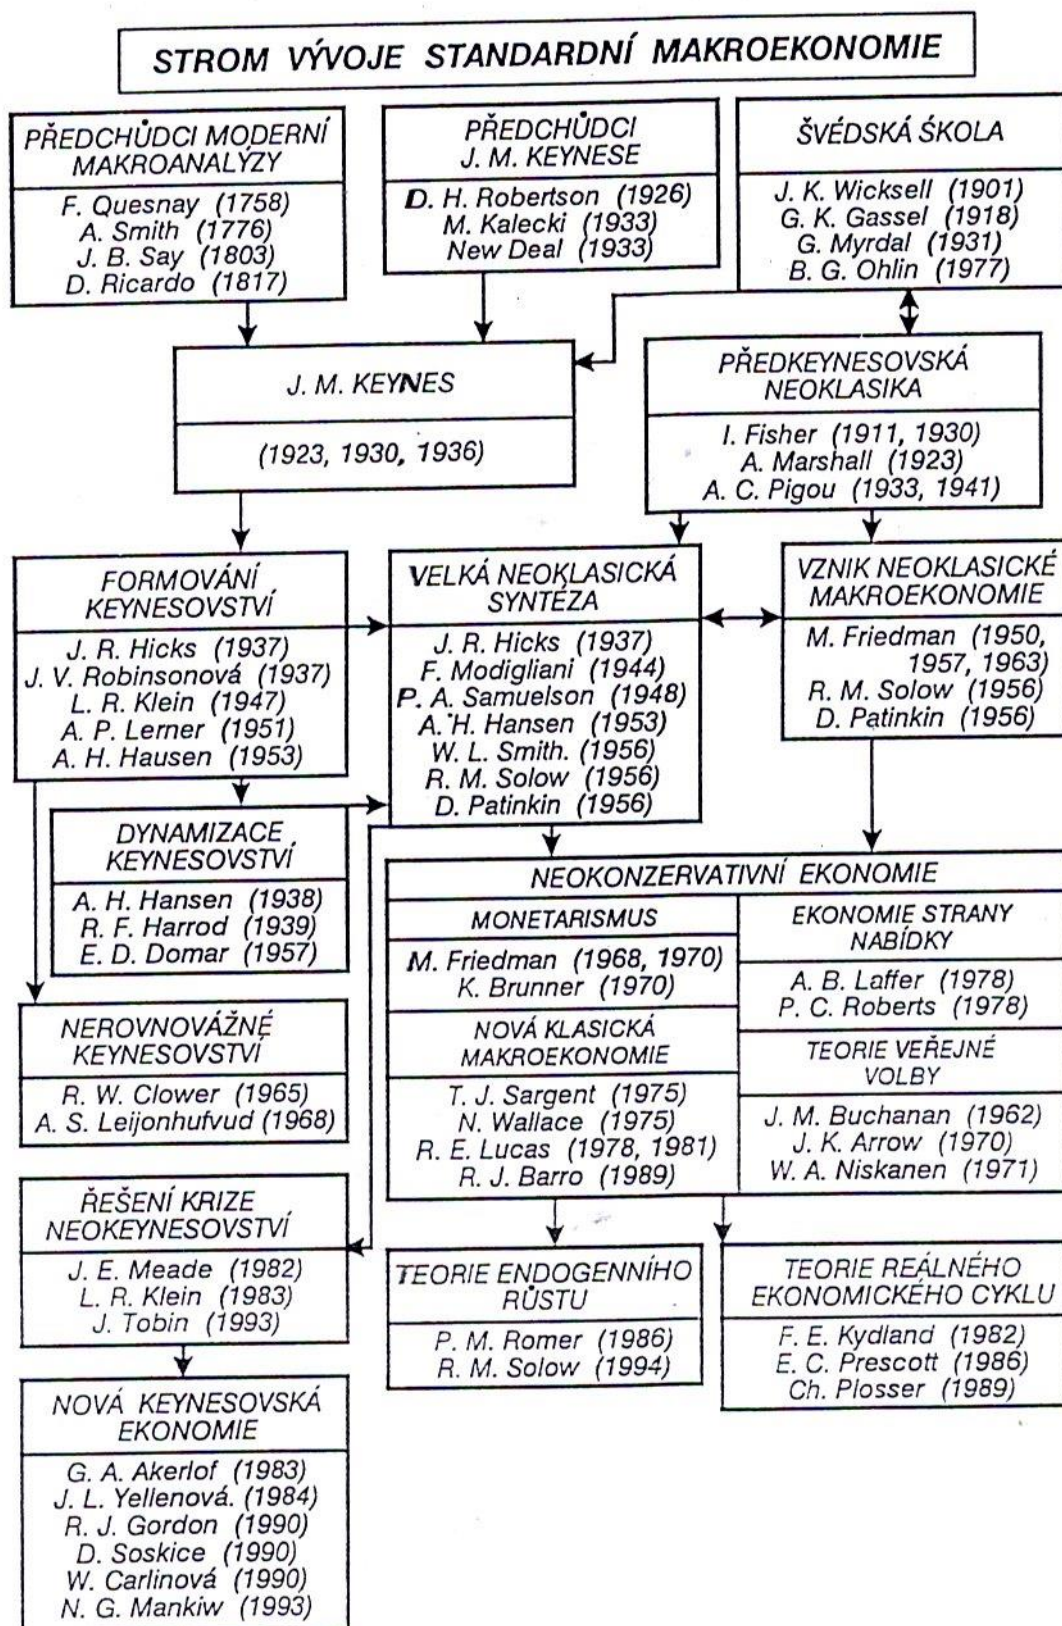 STROM VÝVOJE STANDARDNÍ MAKROEKONOMIE
PŘEDCHŮDCI MODERNÍ
MAKROANALÝZY
F. Quesnay (1758)
A. Smith (1776)
J. B. Say (1803)
D. Ricardo (1817)
PŘEDCHŮDCI
J. M. KEYNESE
D. H. Robertson (1926)
M. Kalecki (1933)
New Deal (1933)
ŠVÉDSKÁ ŠKOLA
J. K. Wicksell (1901)
G. K. Gassel (1918)
G. Myrdal (1931)
B. G. Ohlin (1977)
J. M. KEYNES
(1923, 1930, 1936)
PŘEDKEYNESOVSKÁ
NEOKLASIKA
I. Fisher (1911, 1930)
A. Marshall (1923)
A. C. Pigou (1933, 1941)
FORMOVÁNÍ
KEYNESOVSTVÍ
J. R. Hicks (1937)
J. V. Robinsonová (1937)
L. R. Klein (1947)
A. P. Lerner (1951)
A. H. Hausen (1953)
VELKÁ NEOKLASICKÁ
SYNTÉZA
J. R. Hicks (1937)
F. Modigliani (1944)
P. A. Samuelson (1948)
A. H. Hansen (1953)
W. L. Smith. (1956)
R. M. Solow (1956)
D. Patinkin (1956)
VZNIK NEOKLASICKÉ
MAKROEKONOMIE
M. Friedman (1950,
1957, 1963)
R. M. Solow (1956)
D. Patinkin (1956)
DYNAMIZACE
KEYNESOVSTVÍ
A. H. Hansen (1938)
R. F. Harrod (1939)
E. D. Domar (1957)
NEROVNOVÁŽNÉ
KEYNESOVSTVÍ
R. W. Clower (1965)
A. S. Leijonhufvud (1968)
NEOKONZERVATIVNÍ EKONOMIE
MONETARISMUS
M. Friedman (1968, 1970)
K. Brunner (1970)
NOVÁ KLASICKÁ
MAKROEKONOMIE
T. J. Sargent (1975)
N. Wallace (1975)
R. E. Lucas (1978, 1981)
R. J. Barro (1989)
EKONOMIE STRANY
NABÍDKY
A. B. Laffer (1978)
P. C. Roberts (1978)
TEORIE VEŘEJNÉ
VOLBY
J. M. Buchanan (1962)
J. K. Arrow (1970)
W. A. Niskanen (1971)
ŘEŠENÍ KRIZE
NEOKEYNESOVSTVÍ
J. E. Meade (1982)
L. R. Klein (1983)
J. Tobin (1993)
TEORIE ENDOGENNÍHO
RŮSTU
P. M. Romer (1986)
R. M. Solow (1994)
TEORIE REÁLNÉHO
EKONOMICKÉHO CYKLU
F. E. Kydland (1982)
E. C. Prescott (1986)
Ch. Plosser (1989)
NOVÁ KEYNESOVSKÁ
EKONOMIE
G. A. Akerlof (1983)
J. L. Yellenová. (1984)
R. J. Gordon (1990)
D. Soskice (1990)
W. Carlinová (1990)
N. G. Mankiw (1993)